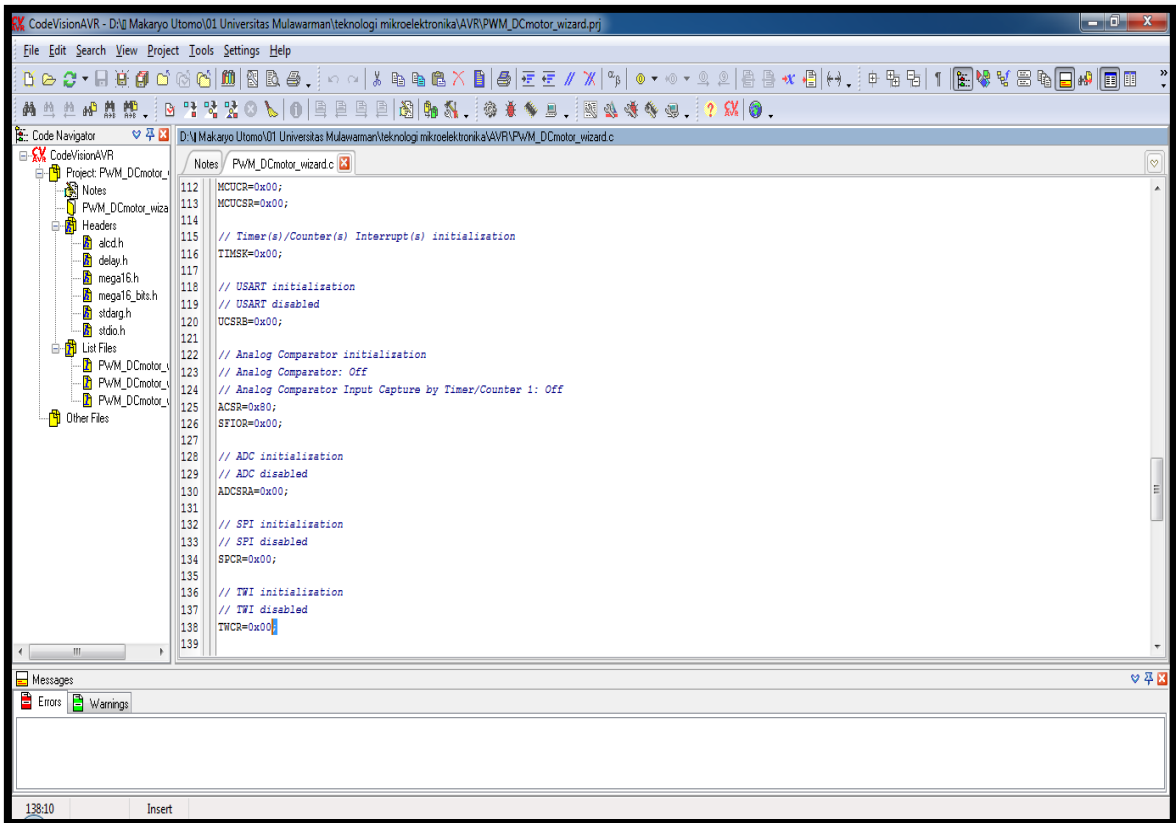 CodeVisionAVR - D:\[] Makaryo Utomo\01 Universitas Mulawarman\teknologi mikroelektronika\AVR\PWM_DCmotor_wizard.prj
File Edit Search View Project Tools Settings Help
Code Navigator
D:\[] Makaryo Utomo\01 Universitas Mulawarman\teknologi mikroelektronika\AVR\PWM_DCmotor_wizard.c
CodeVisionAVR
Project: PWM_DCmotor_
Notes
PWM_DCmotor_wiza
Headers
alcd.h
delay.h
mega16.h
mega16_bits.h
stdarg.h
stdio.h
List Files
PWM_DCmotor_
PWM_DCmotor_
PWM_DCmotor_
Other Files
Notes PWM_DCmotor_wizard.c
112 MCUCR=0x00;
113 MCUCSR=0x00;
114
115 // Timer(s)/Counter(s) Interrupt(s) initialization
116 TIMSK=0x00;
117
118 // USART initialization
119 // USART disabled
120 UCSRB=0x00;
121
122 // Analog Comparator initialization
123 // Analog Comparator: Off
124 // Analog Comparator Input Capture by Timer/Counter 1: Off
125 ACSR=0x80;
126 SFIOR=0x00;
127
128 // ADC initialization
129 // ADC disabled
130 ADCSRA=0x00;
131
132 // SPI initialization
133 // SPI disabled
134 SPCR=0x00;
135
136 // TWI initialization
137 // TWI disabled
138 TWCR=0x00;
139
Messages
Errors Warnings
138:10 Insert